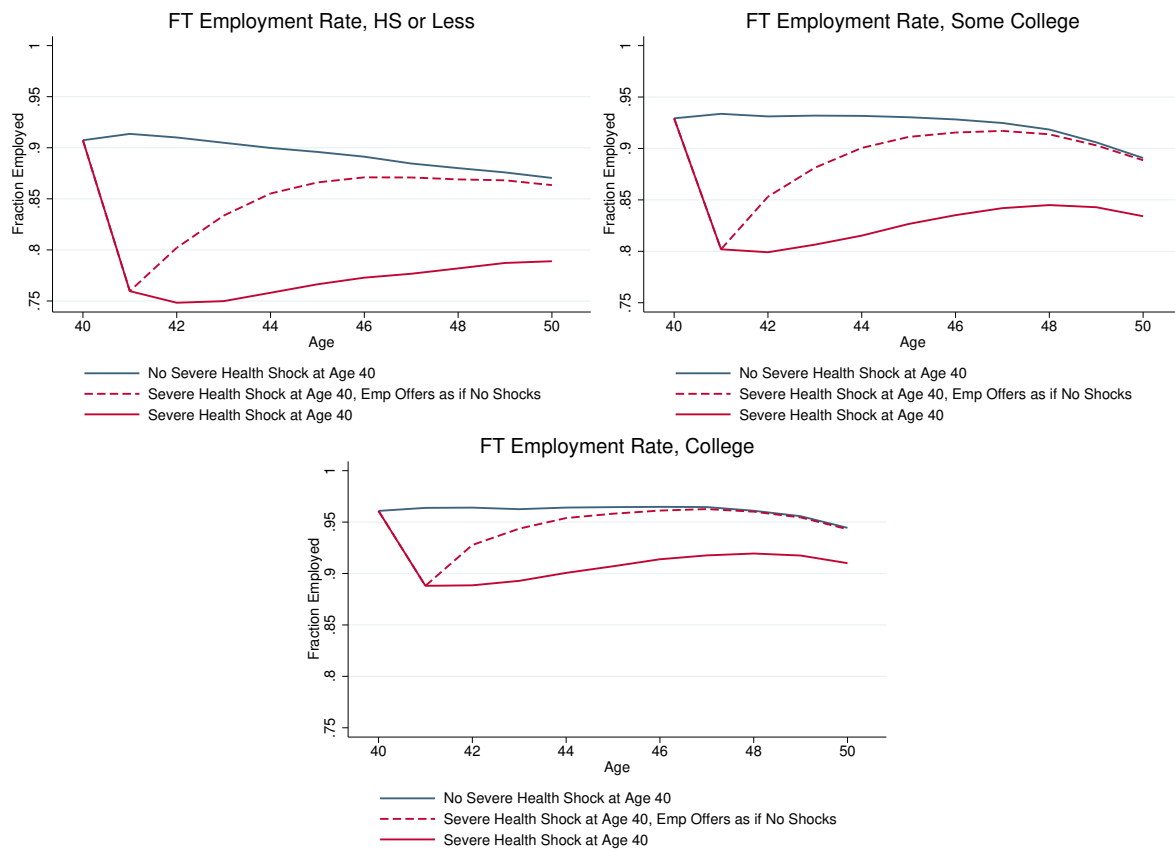 FT Employment Rate, HS or Less
Fraction Employed
1
.95
.9
.85
.8
.75
40
42
44
46
48
50
Age
No Severe Health Shock at Age 40
Severe Health Shock at Age 40, Emp Offers as if No Shocks
Severe Health Shock at Age 40
FT Employment Rate, Some College
Fraction Employed
1
.95
.9
.85
.8
.75
40
42
44
46
48
50
Age
No Severe Health Shock at Age 40
Severe Health Shock at Age 40, Emp Offers as if No Shocks
Severe Health Shock at Age 40
FT Employment Rate, College
Fraction Employed
1
.95
.9
.85
.8
.75
40
42
44
46
48
50
Age
No Severe Health Shock at Age 40
Severe Health Shock at Age 40, Emp Offers as if No Shocks
Severe Health Shock at Age 40